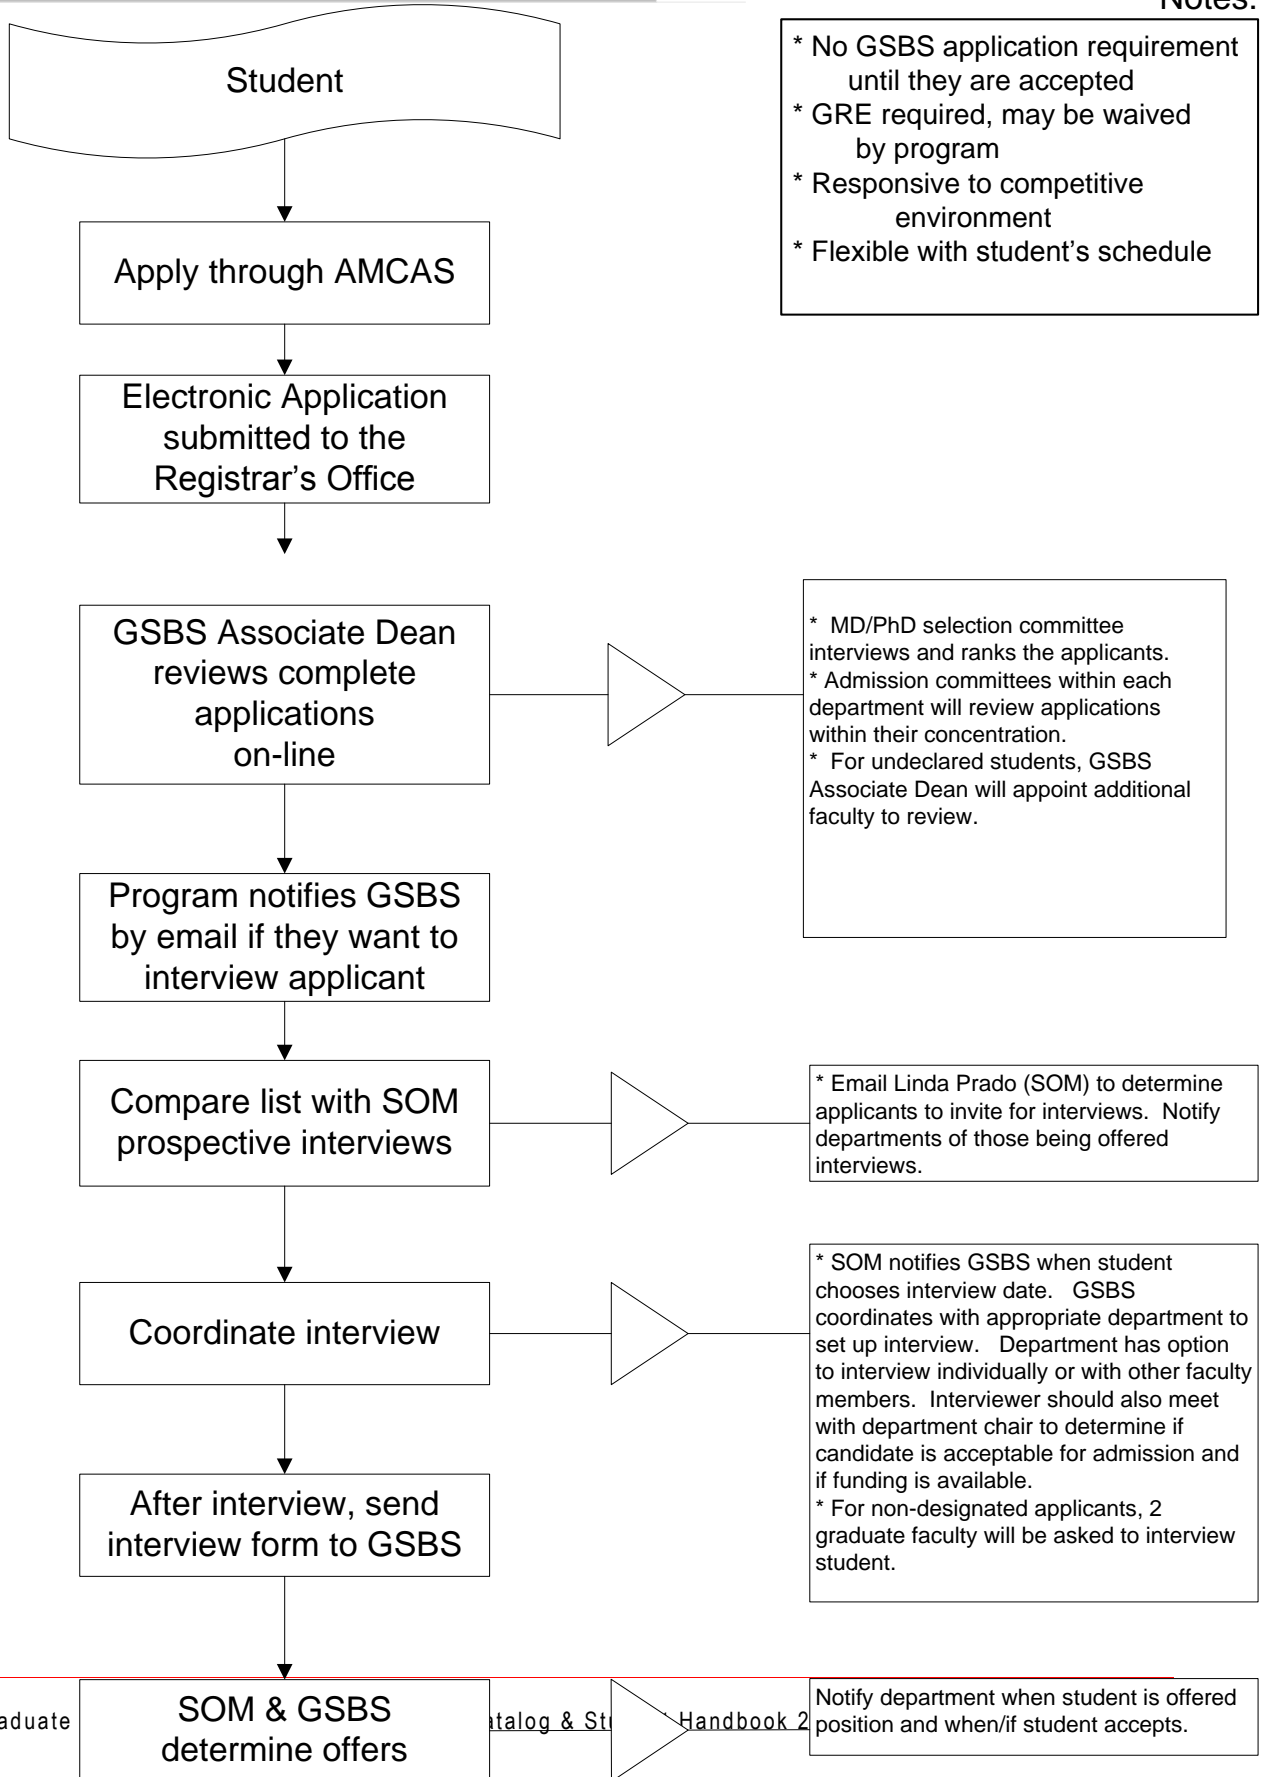 Notes:
* No GSBS application requirement
until they are accepted
* GRE required, may be waived
by program
* Responsive to competitive
environment
* Flexible with student’s schedule
Student
Apply through AMCAS
Electronic Application
submitted to the
Registrar’s Office
GSBS Associate Dean
reviews complete
applications
on-line
* MD/PhD selection committee
interviews and ranks the applicants.
* Admission committees within each
department will review applications
within their concentration.
* For undeclared students, GSBS
Associate Dean will appoint additional
faculty to review.
Program notifies GSBS
by email if they want to
interview applicant
Compare list with SOM
prospective interviews
* Email Linda Prado (SOM) to determine
applicants to invite for interviews. Notify
departments of those being offered
interviews.
Coordinate interview
* SOM notifies GSBS when student
chooses interview date. GSBS
coordinates with appropriate department to
set up interview. Department has option
to interview individually or with other faculty
members. Interviewer should also meet
with department chair to determine if
candidate is acceptable for admission and
if funding is available.
* For non-designated applicants, 2
graduate faculty will be asked to interview
student.
After interview, send
interview form to GSBS
SOM & GSBS
determine offers
Notify department when student is offered
position and when/if student accepts.
aduate atalog & St Handbook 2